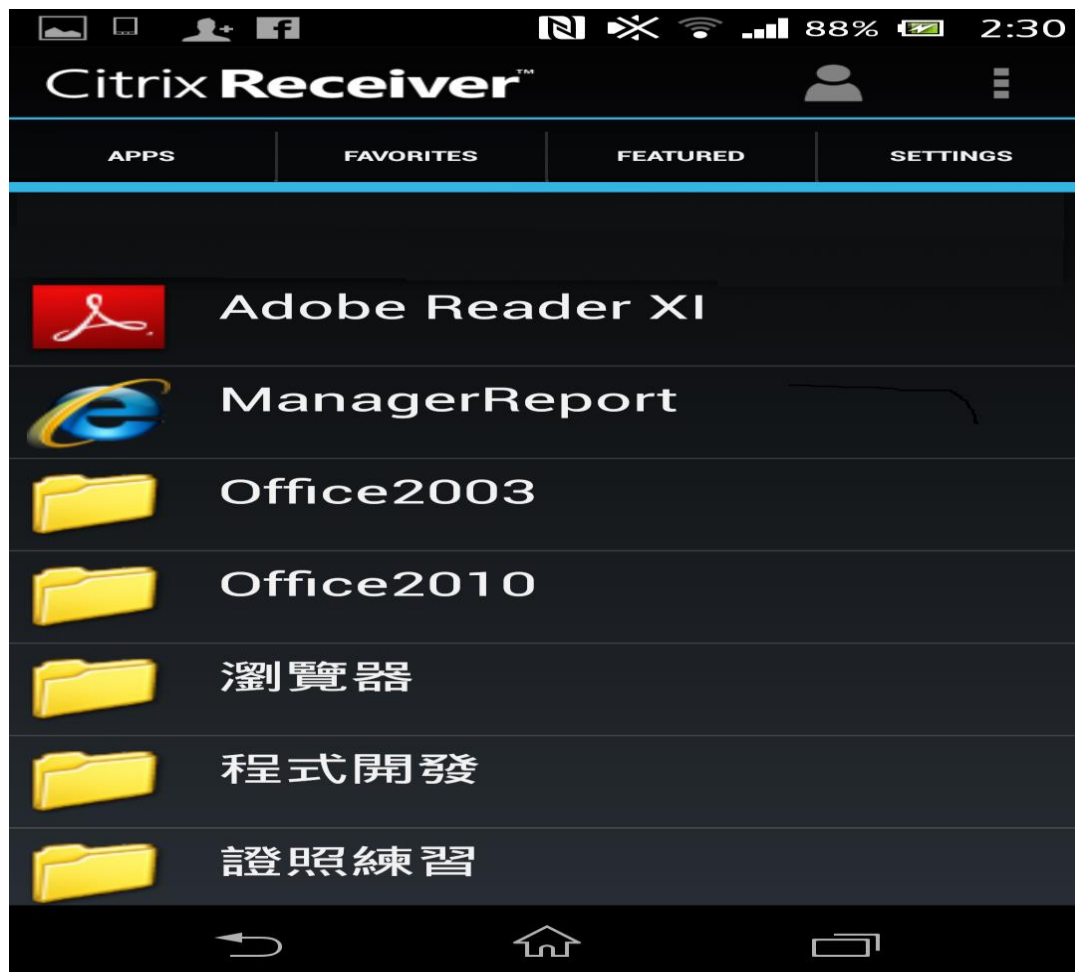 88% 2:30
Citrix Receiver™
APPS FAVORITES FEATURED SETTINGS
Adobe Reader XI
ManagerReport
Office2003
Office2010
瀏覽器
程式開發
證照練習